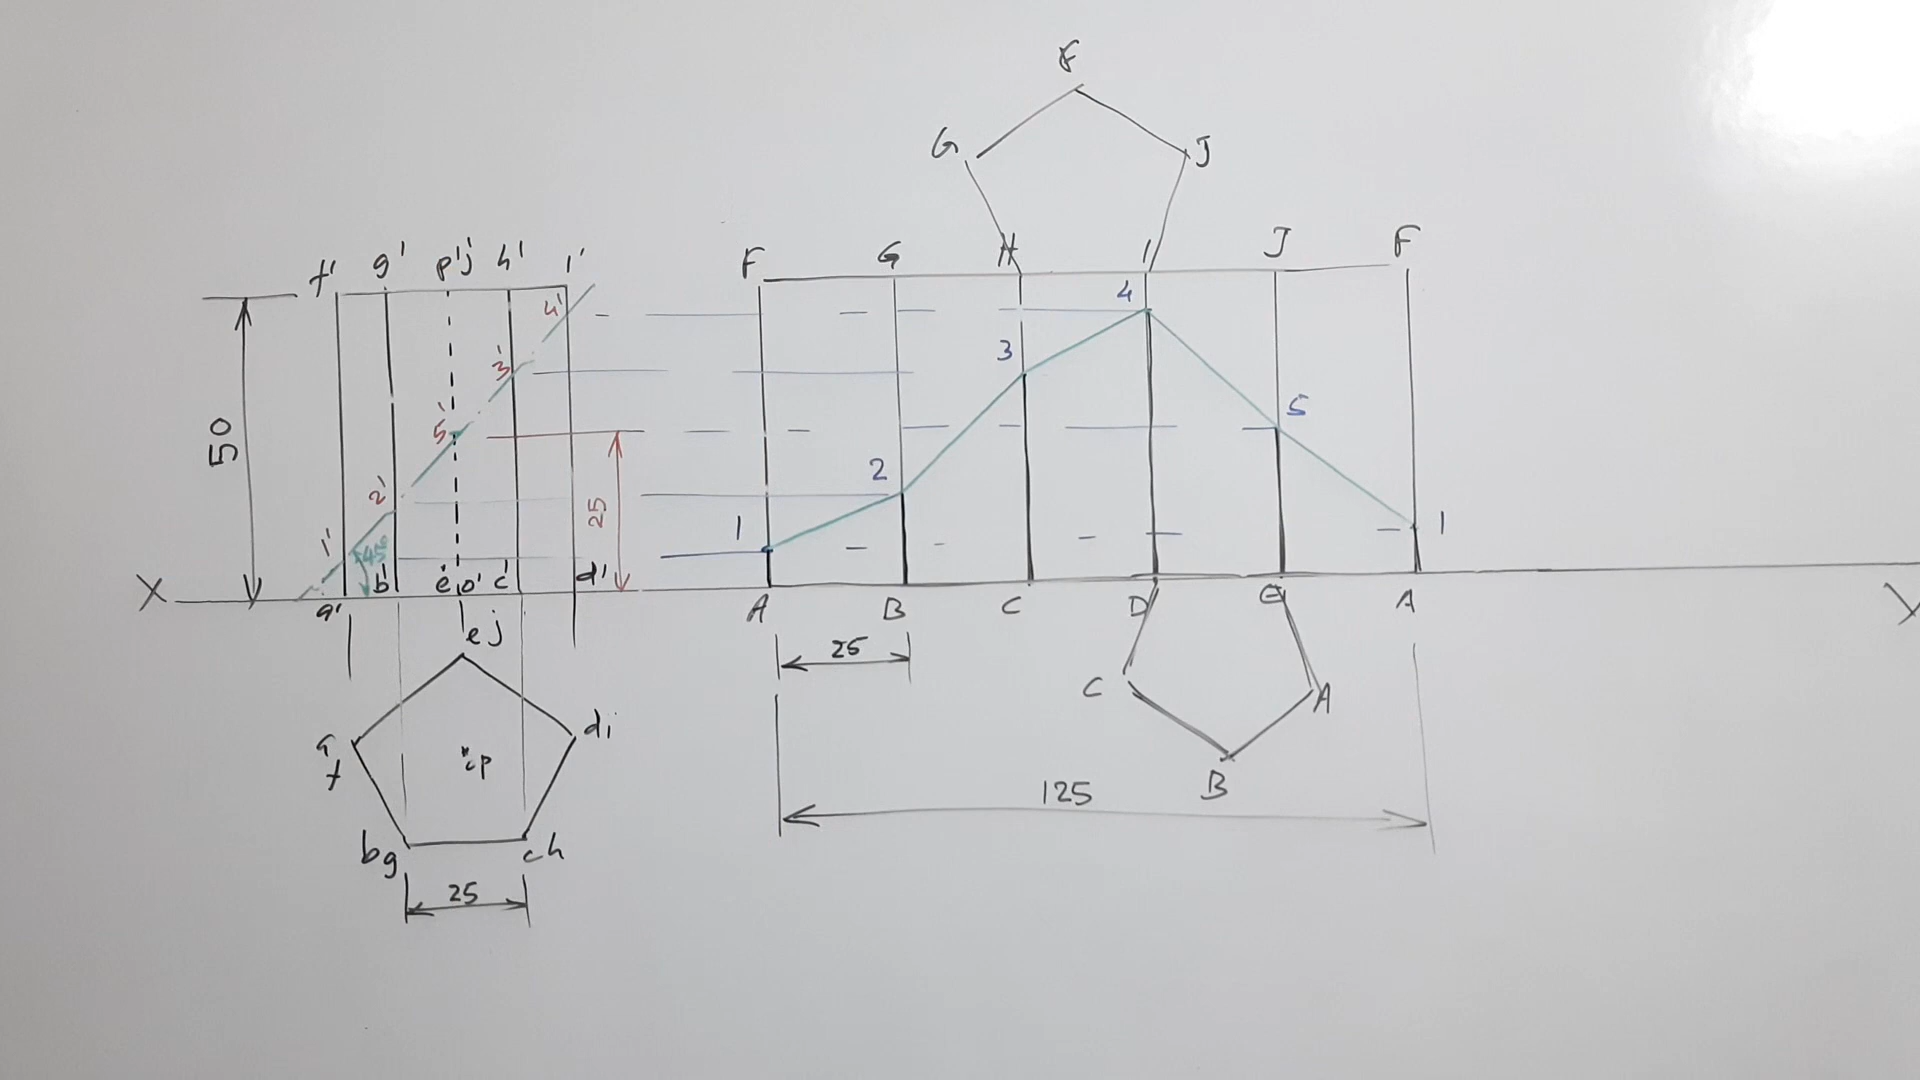 F
G J
f' g' p'j' h' i' F G H I J F
4' 4
3' 3
50 5' 5
2' 2
25
1' 45° 1 1
X a' b' e' o' c' d' A B C D E A Y
ej
25
C A
a
f
di
op
B
125
bg ch
25